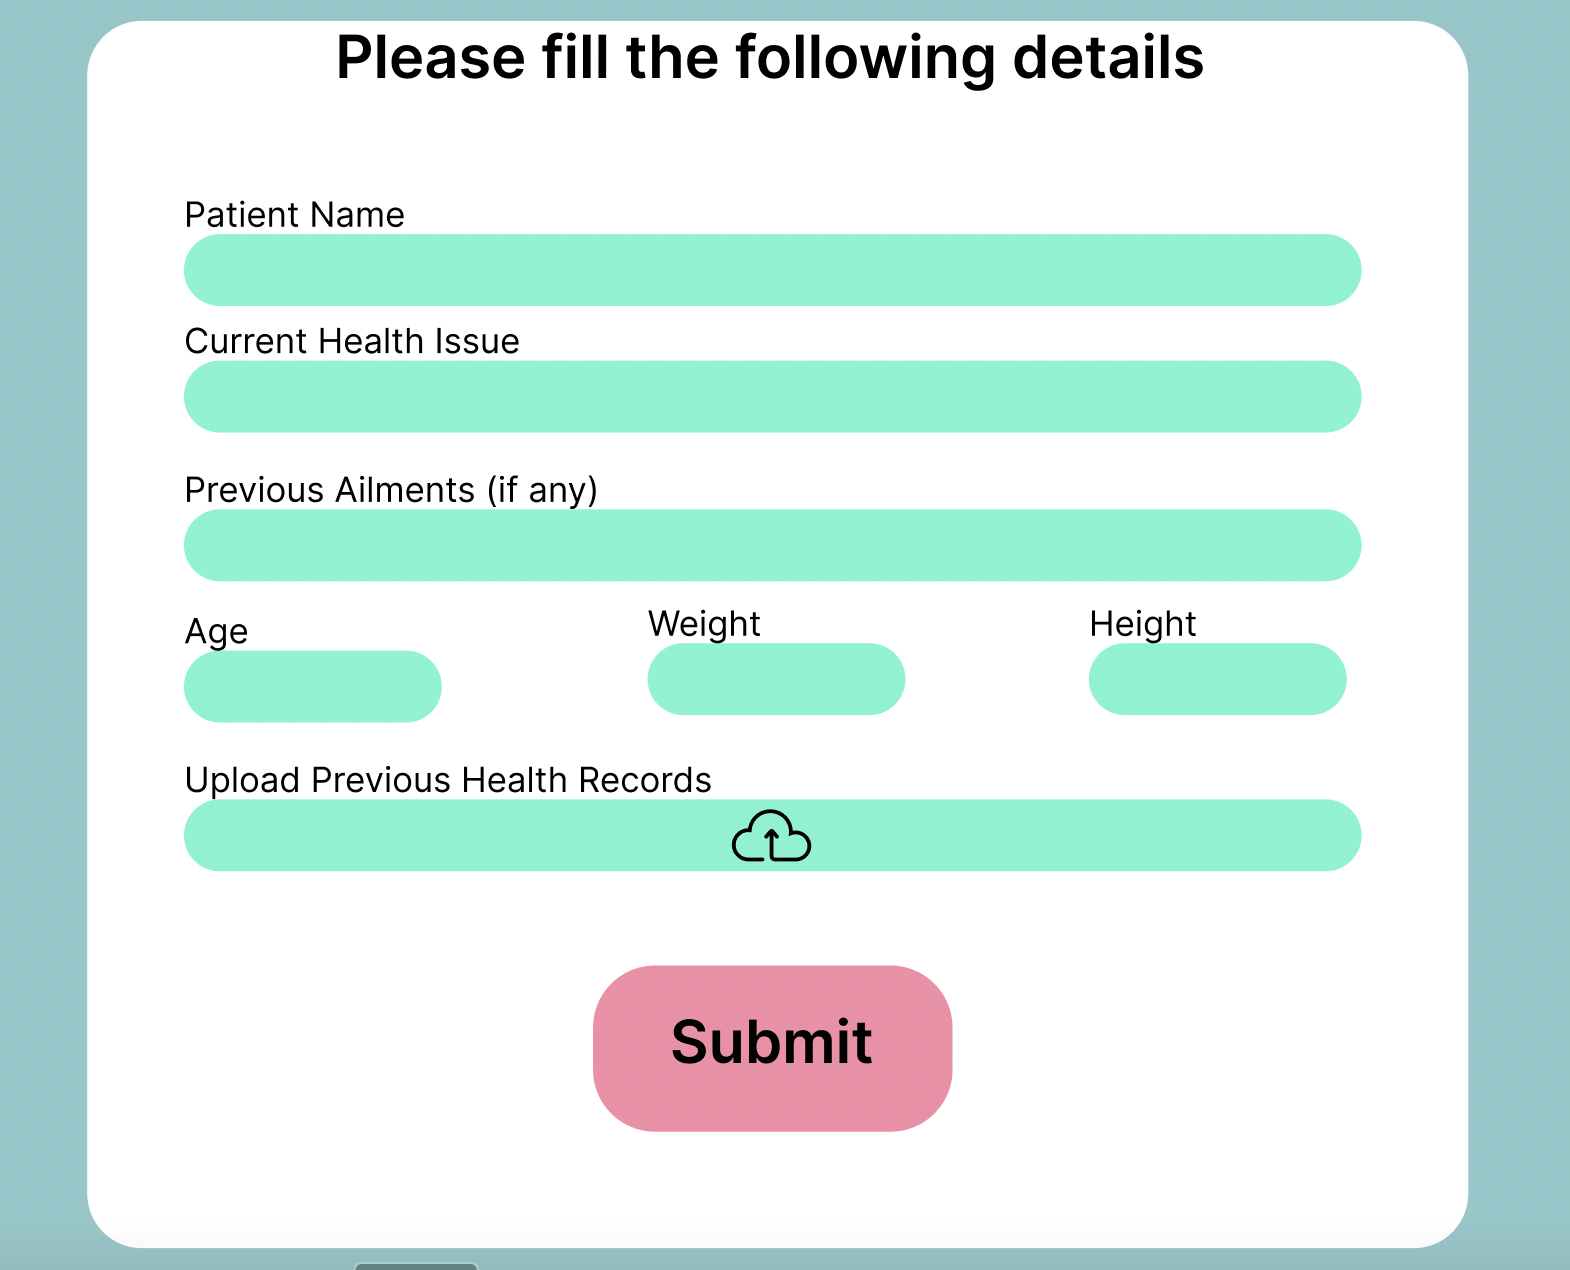 Please fill the following details
Patient Name
Current Health Issue
Previous Ailments (if any)
Age
Weight
Height
Upload Previous Health Records
Submit